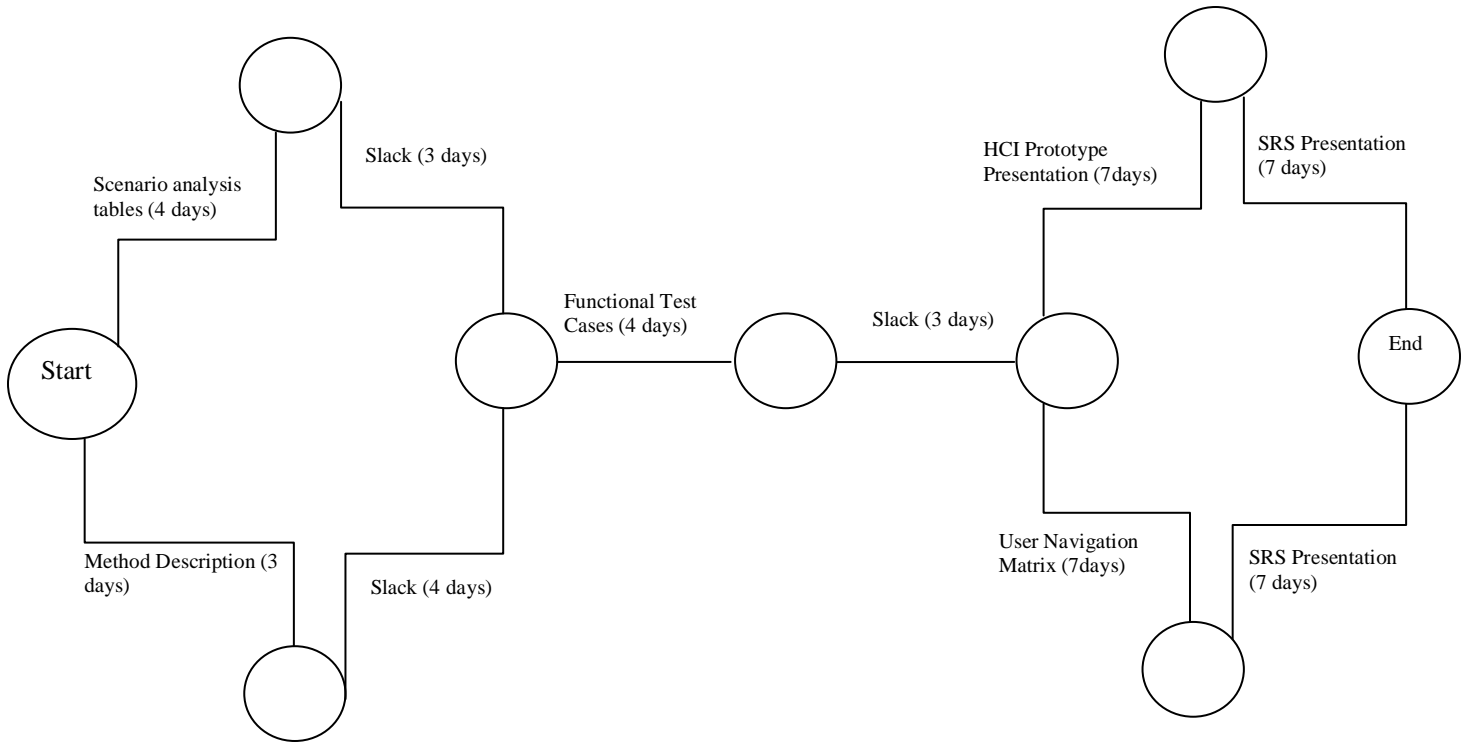 Scenario analysis
tables (4 days)
Slack (3 days)
Start
Method Description (3
days)
Slack (4 days)
Functional Test
Cases (4 days)
Slack (3 days)
HCI Prototype
Presentation (7days)
SRS Presentation
(7 days)
End
User Navigation
Matrix (7days)
SRS Presentation
(7 days)